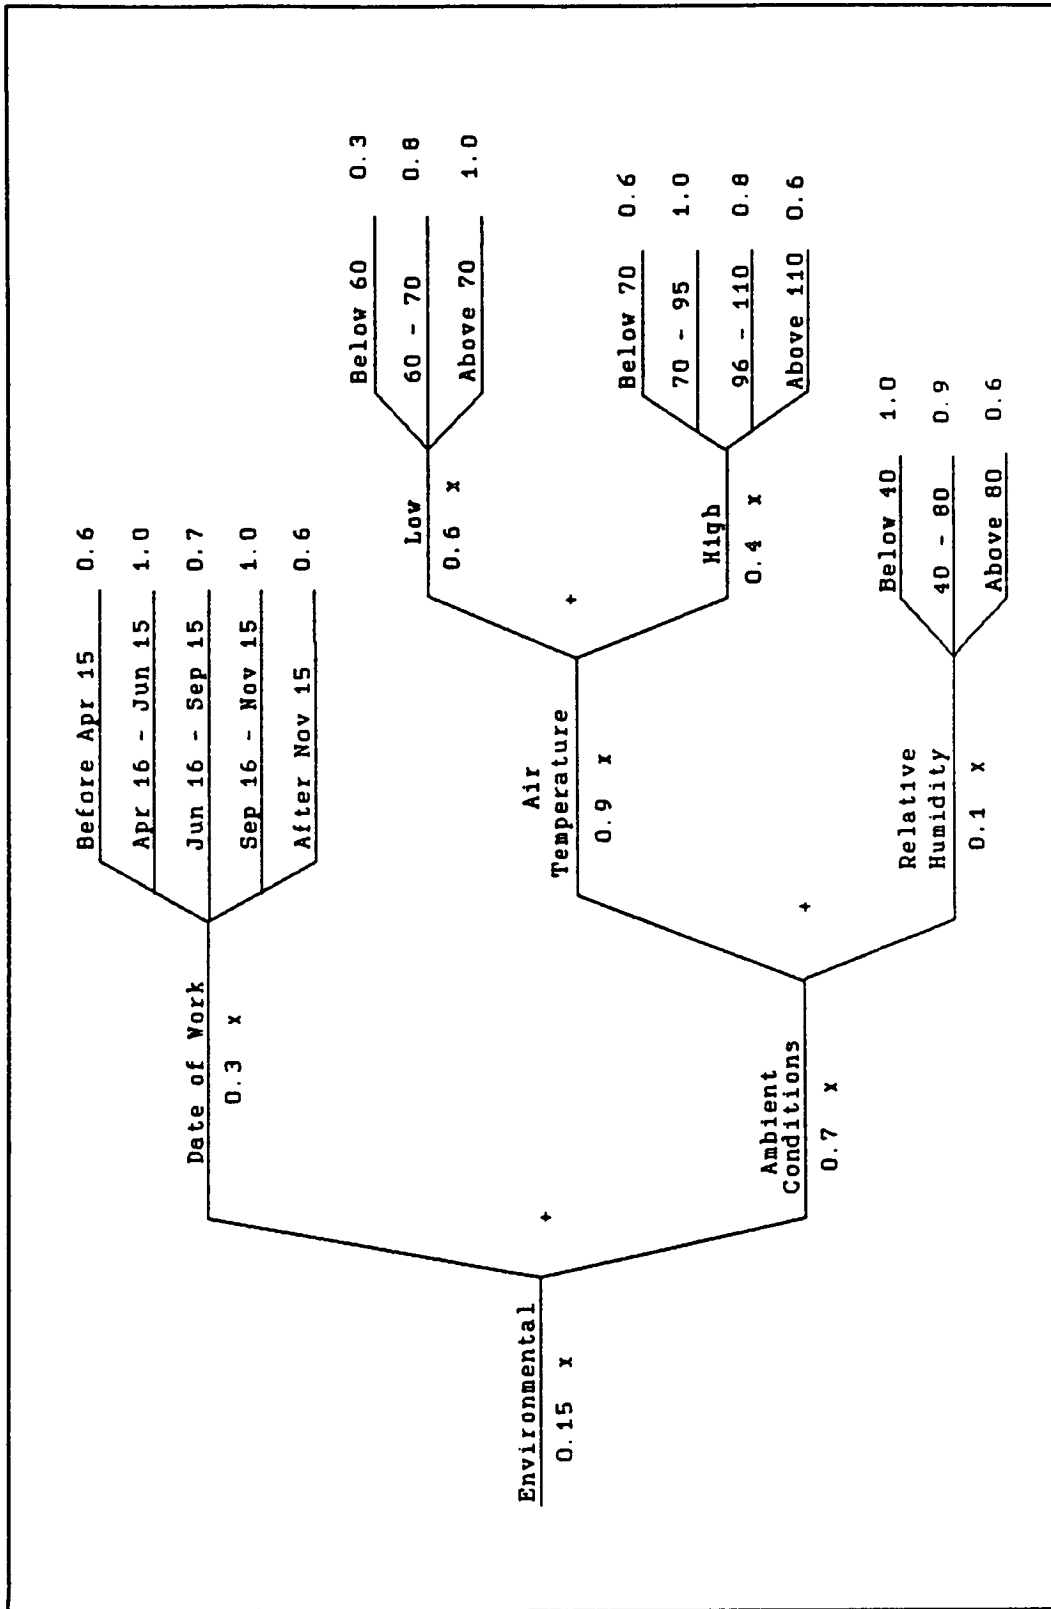 Before Apr 15 0.6
Apr 16 - Jun 15 1.0
Jun 16 - Sep 15 0.7
Sep 16 - Nov 15 1.0
After Nov 15 0.6
Date of Work
0.3 x
Below 60 0.3
60 - 70 0.8
Above 70 1.0
Low
0.6 x
+
Below 70 0.6
70 - 95 1.0
96 - 110 0.8
Above 110 0.6
High
0.4 x
Air
Temperature
0.9 x
+
Environmental
0.15 x
+
Ambient
Conditions
0.7 x
Below 40 1.0
40 - 80 0.9
Above 80 0.6
Relative
Humidity
0.1 x